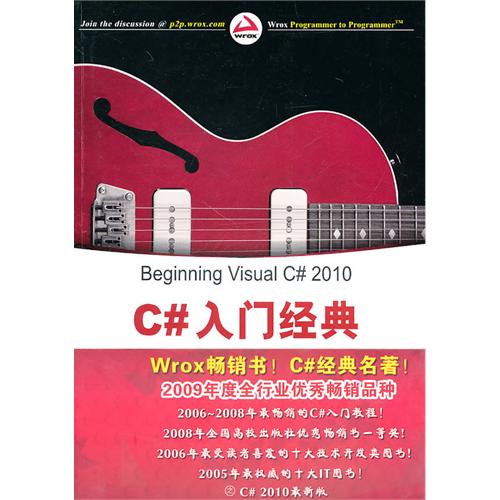 Join the discussion @ p2p.wrox.com
wrox
Wrox Programmer to Programmer™
Beginning Visual C# 2010
C#入门经典
Wrox畅销书! C#经典名著!
2009年度全行业优秀畅销品种
2006~2008年最畅销的C#入门教程!
2008年全国高校出版社优秀畅销书一等奖!
2006年最受读者喜爱的十大技术开发类图书!
2005年最权威的十大IT图书!
之 C# 2010最新版